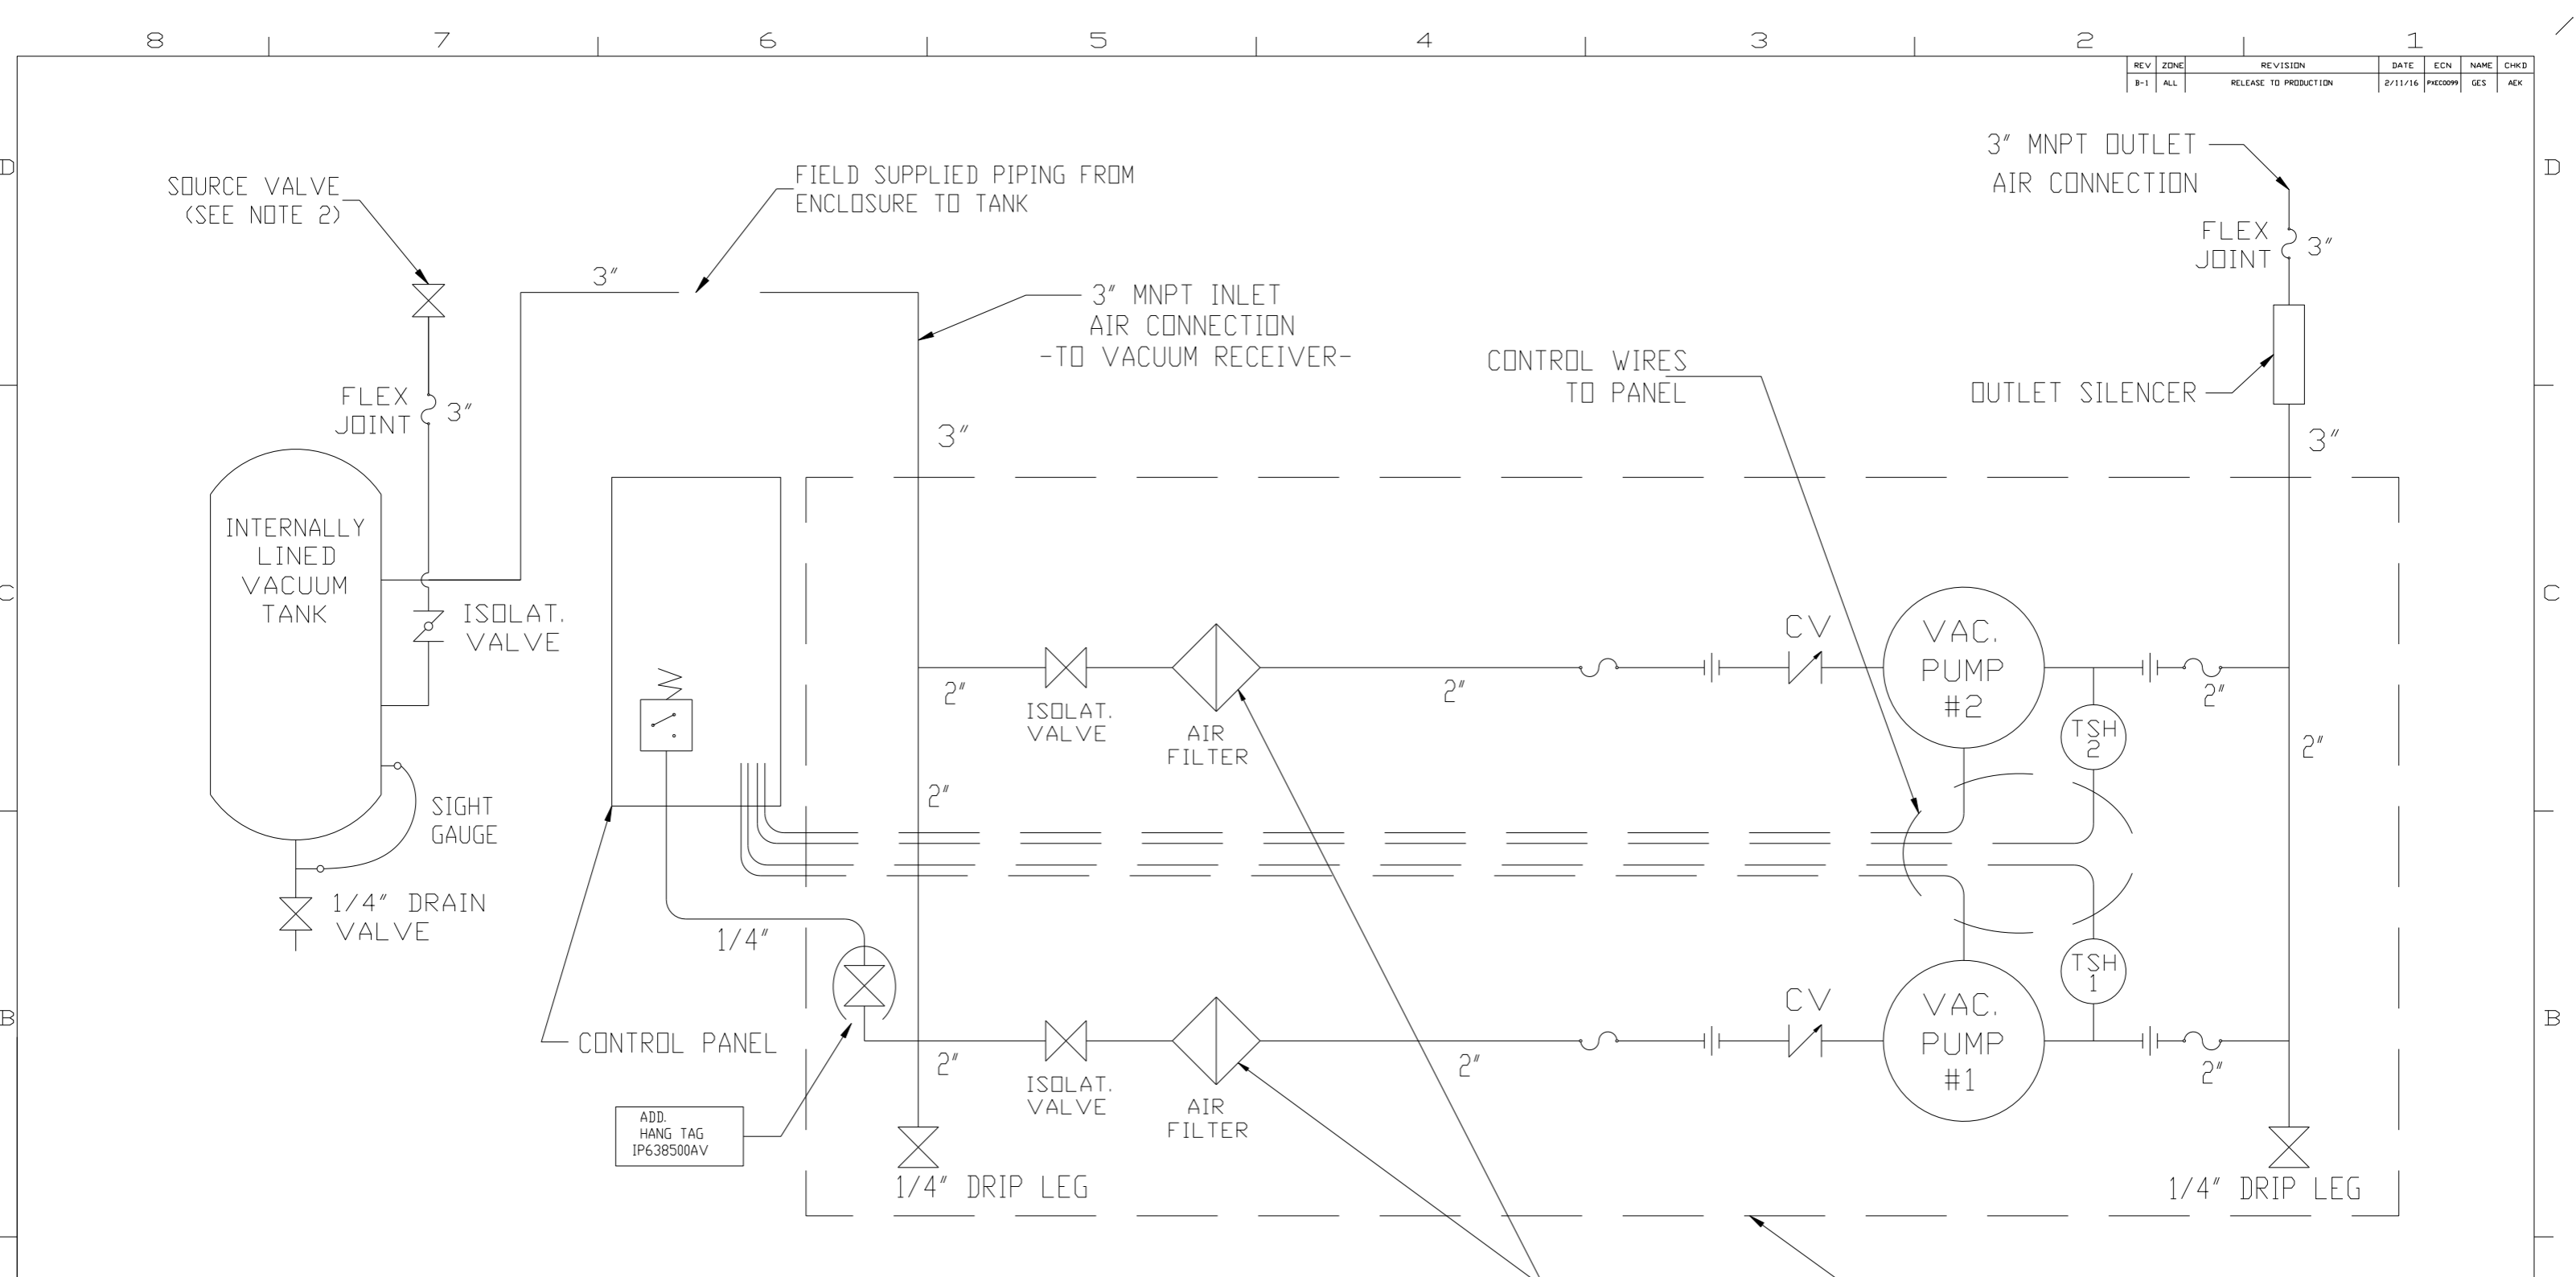 8 7 6 5 4 3 2 1
REV ZONE REVISION DATE ECN NAME CHKD
B-1 ALL RELEASE TO PRODUCTION 2/11/16 PXEC0099 GES AEK
D
D
SOURCE VALVE
(SEE NOTE 2)
FIELD SUPPLIED PIPING FROM
ENCLOSURE TO TANK
3" MNPT OUTLET
AIR CONNECTION
FLEX
JOINT
3"
3"
3" MNPT INLET
AIR CONNECTION
-TO VACUUM RECEIVER-
CONTROL WIRES
TO PANEL
OUTLET SILENCER
FLEX
JOINT
3"
3"
3"
INTERNALLY
LINED
VACUUM
TANK
C
C
ISOLAT.
VALVE
CV
VAC.
PUMP
#2
2"
ISOLAT.
VALVE
AIR
FILTER
2"
TSH
2
2"
2"
2"
SIGHT
GAUGE
1/4" DRAIN
VALVE
1/4"
TSH
1
B
B
CONTROL PANEL
2"
ISOLAT.
VALVE
AIR
FILTER
2"
CV
VAC.
PUMP
#1
2"
ADD.
HANG TAG
IP638500AV
1/4" DRIP LEG
1/4" DRIP LEG